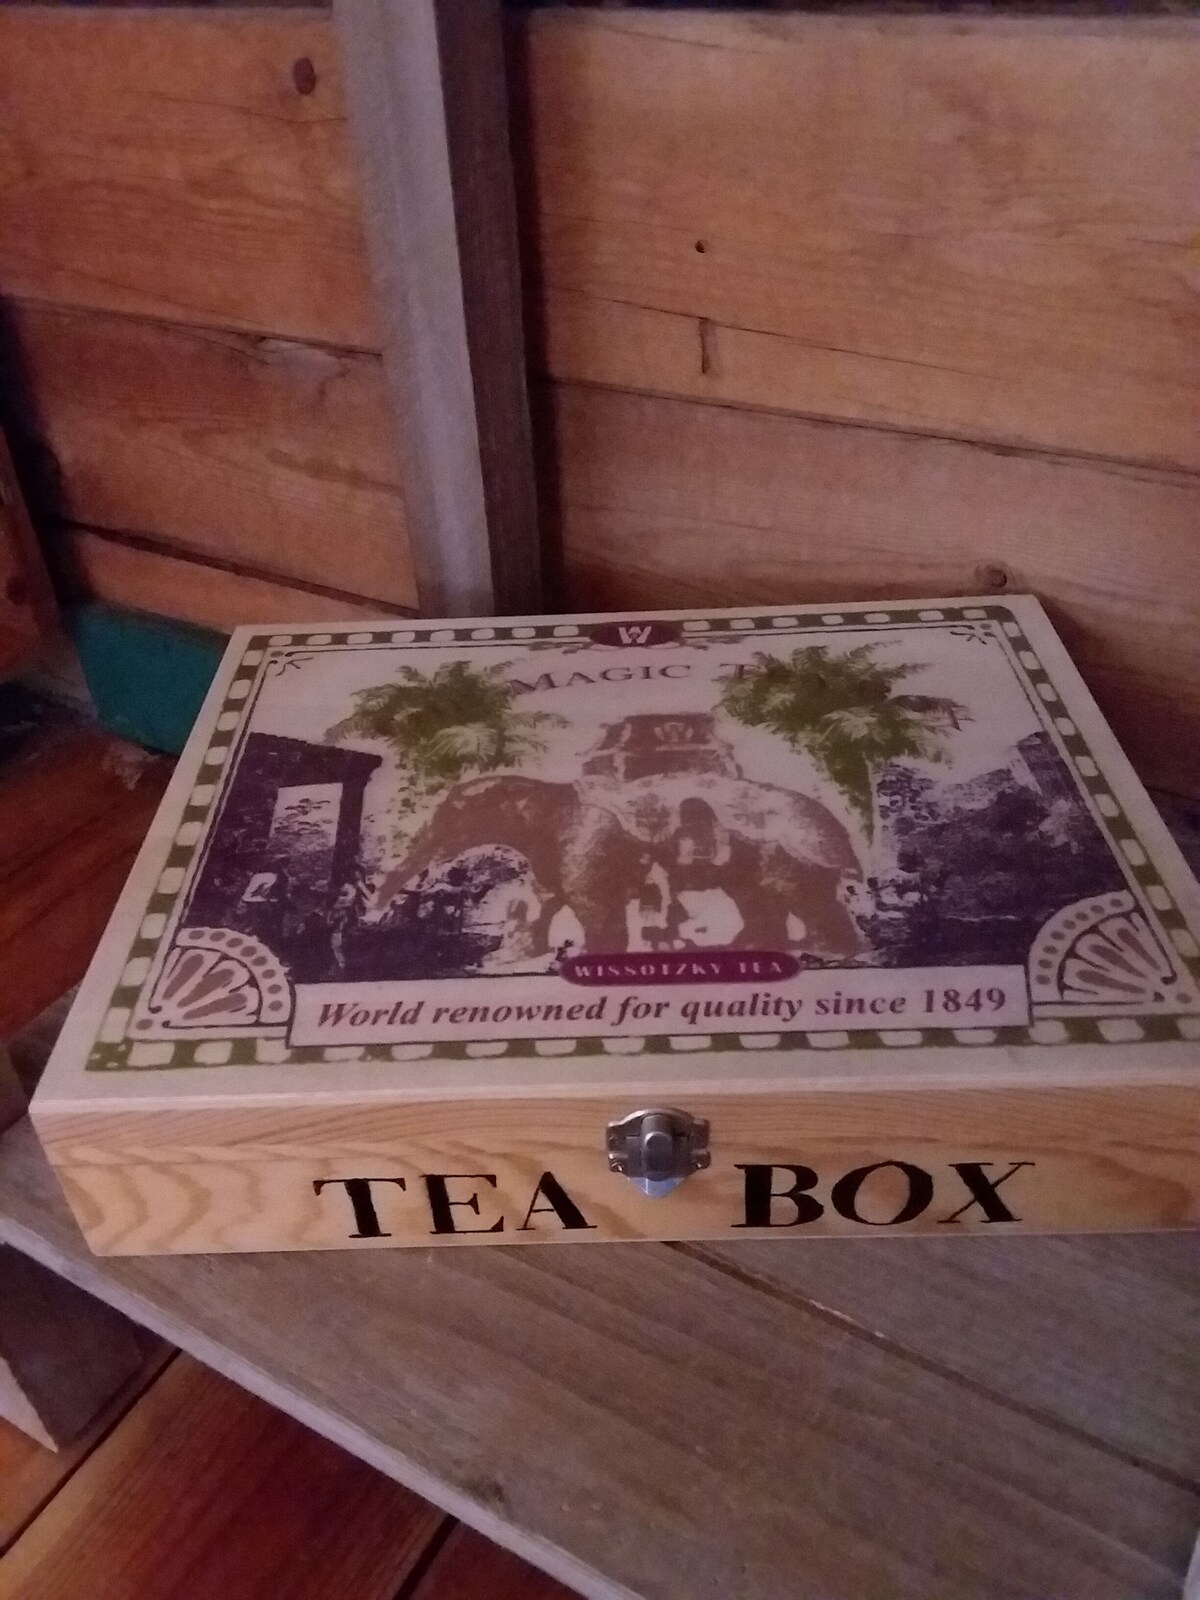 W
MAGIC T
WISSOTZKY TEA
World renowned for quality since 1849
TEA BOX